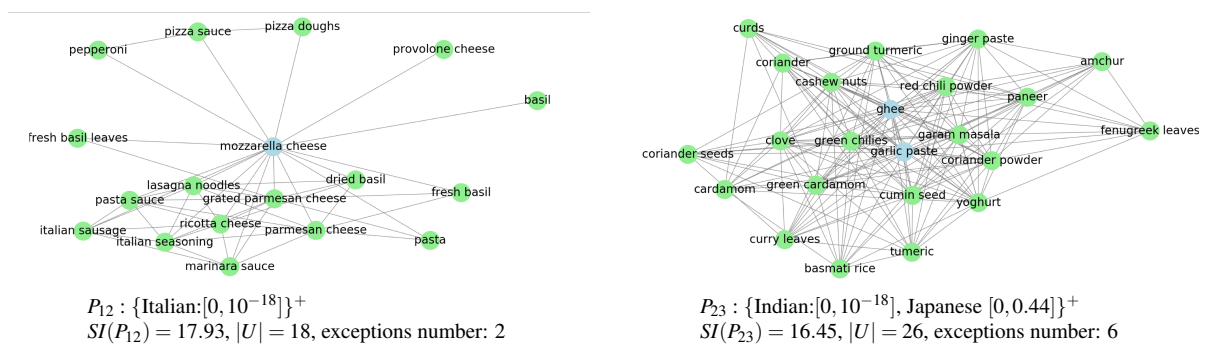 pizza sauce
pizza doughs
pepperoni
provolone cheese
basil
fresh basil leaves
mozzarella cheese
lasagna noodles
dried basil
pasta sauce
grated parmesan cheese
fresh basil
italian sausage
ricotta cheese
parmesan cheese
italian seasoning
pasta
marinara sauce
P₁₂ : {Italian:[0, 10⁻¹⁸]}⁺
SI(P₁₂) = 17.93, |U| = 18, exceptions number: 2
curds
ginger paste
ground turmeric
coriander
amchur
cashew nuts
red chili powder
paneer
ghee
fenugreek leaves
garam masala
clove
green chilies
garlic paste
coriander seeds
coriander powder
cardamom
green cardamom
cumin seed
yoghurt
curry leaves
tumeric
basmati rice
P₂₃ : {Indian:[0, 10⁻¹⁸], Japanese [0, 0.44]}⁺
SI(P₂₃) = 16.45, |U| = 26, exceptions number: 6